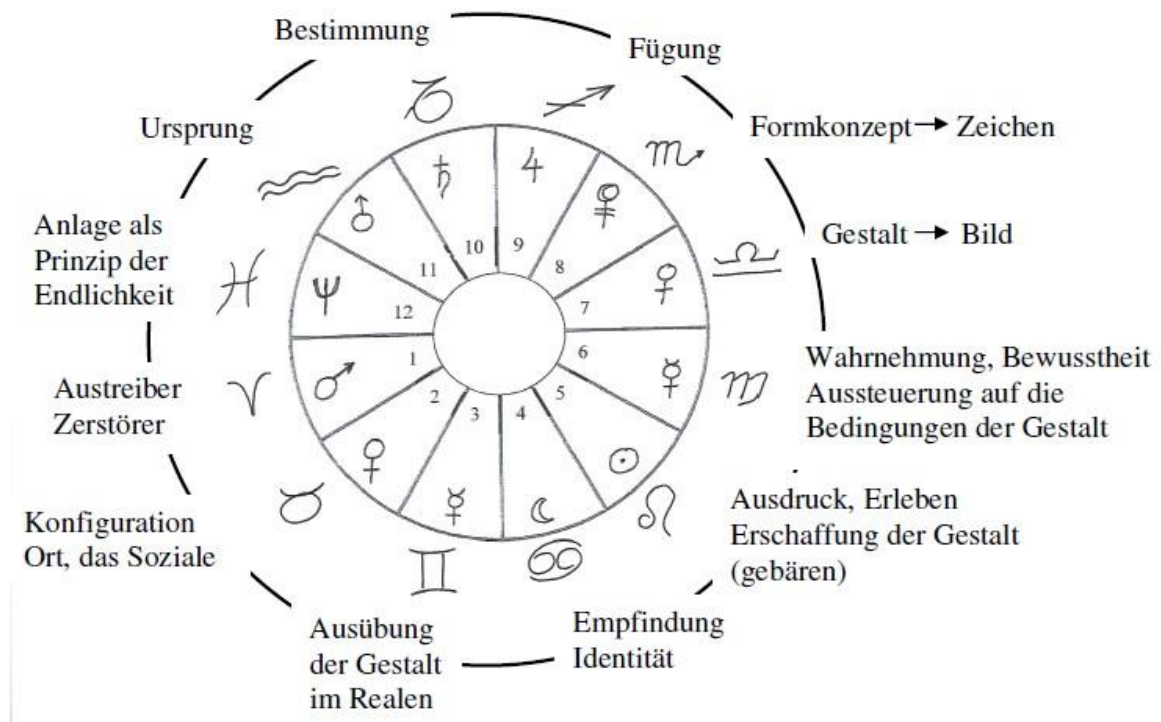 Bestimmung
Fügung
Ursprung
Formkonzept → Zeichen
Anlage als
Prinzip der
Endlichkeit
Gestalt → Bild
Austreiber
Zerstörer
Wahrnehmung, Bewusstheit
Aussteuerung auf die
Bedingungen der Gestalt
Konfiguration
Ort, das Soziale
Ausdruck, Erleben
Erschaffung der Gestalt
(gebären)
Ausübung
der Gestalt
im Realen
Empfindung
Identität
♑ ♐
♏
♎
♍
♌
♋
♊
♉
♈
♓
♒
♄ ♃
♀
☿
☉
☾
☿
♀
♂
♆
10 9
11 8
12 7
1 6
2 3 4 5